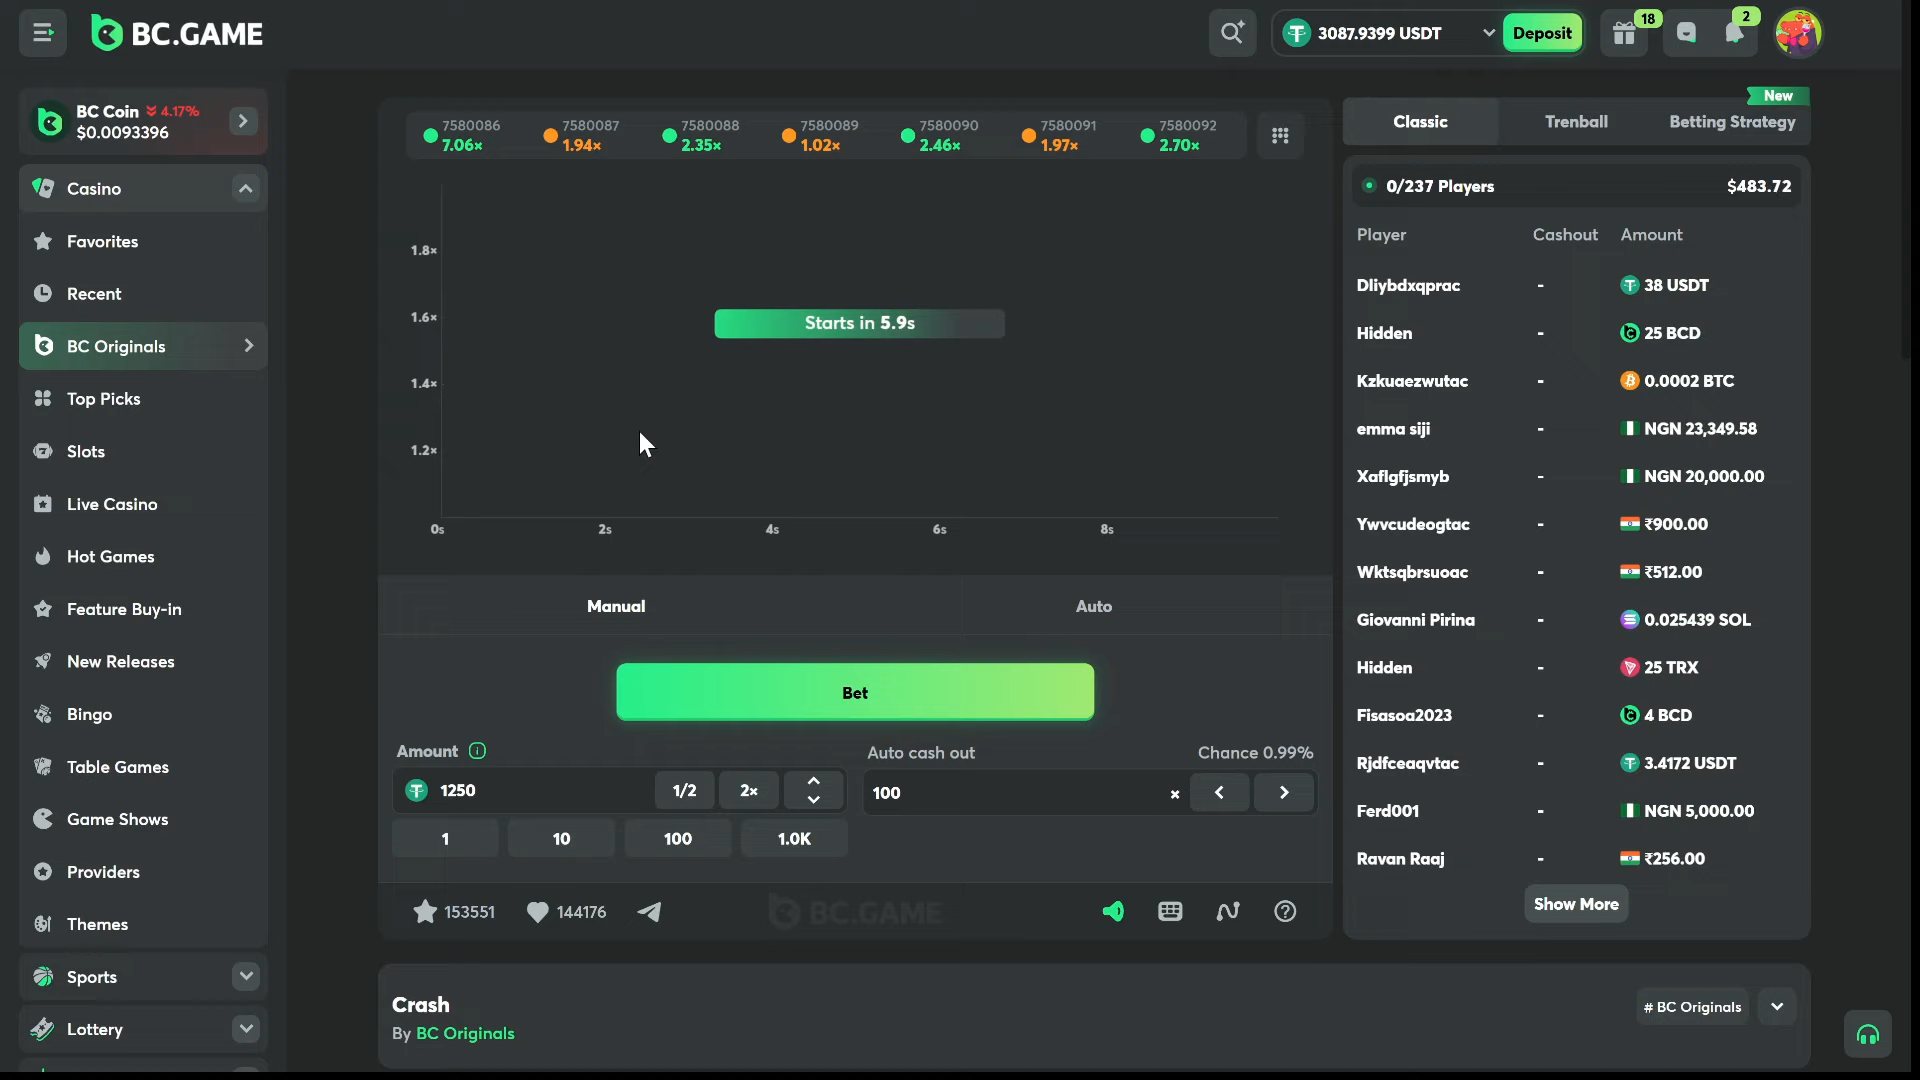 BC.GAME
3087.9399 USDT
Deposit
18
2
BC Coin 4.17%
$0.0093396
Casino
Favorites
Recent
BC Originals
Top Picks
Slots
Live Casino
Hot Games
Feature Buy-in
New Releases
Bingo
Table Games
Game Shows
Providers
Themes
Sports
Lottery
7580086
7.06×
7580087
1.94×
7580088
2.35×
7580089
1.02×
7580090
2.46×
7580091
1.97×
7580092
2.70×
1.8×
1.6×
1.4×
1.2×
Starts in 5.9s
0s 2s 4s 6s 8s
Manual Auto
Bet
Amount
1250 1/2 2×
1 10 100 1.0K
Auto cash out Chance 0.99%
100 ×
153551 144176
BC.GAME
Crash
By BC Originals
# BC Originals
New
Classic Trenball Betting Strategy
0/237 Players $483.72
Player Cashout Amount
Dliybdxqprac - 38 USDT
Hidden - 25 BCD
Kzkuaezwutac - 0.0002 BTC
emma siji - NGN 23,349.58
Xaflgfjsmyb - NGN 20,000.00
Ywvcudeogtac - ₹900.00
Wktsqbrsuoac - ₹512.00
Giovanni Pirina - 0.025439 SOL
Hidden - 25 TRX
Fisasoa2023 - 4 BCD
Rjdfceaqvtac - 3.4172 USDT
Ferd001 - NGN 5,000.00
Ravan Raaj - ₹256.00
Show More